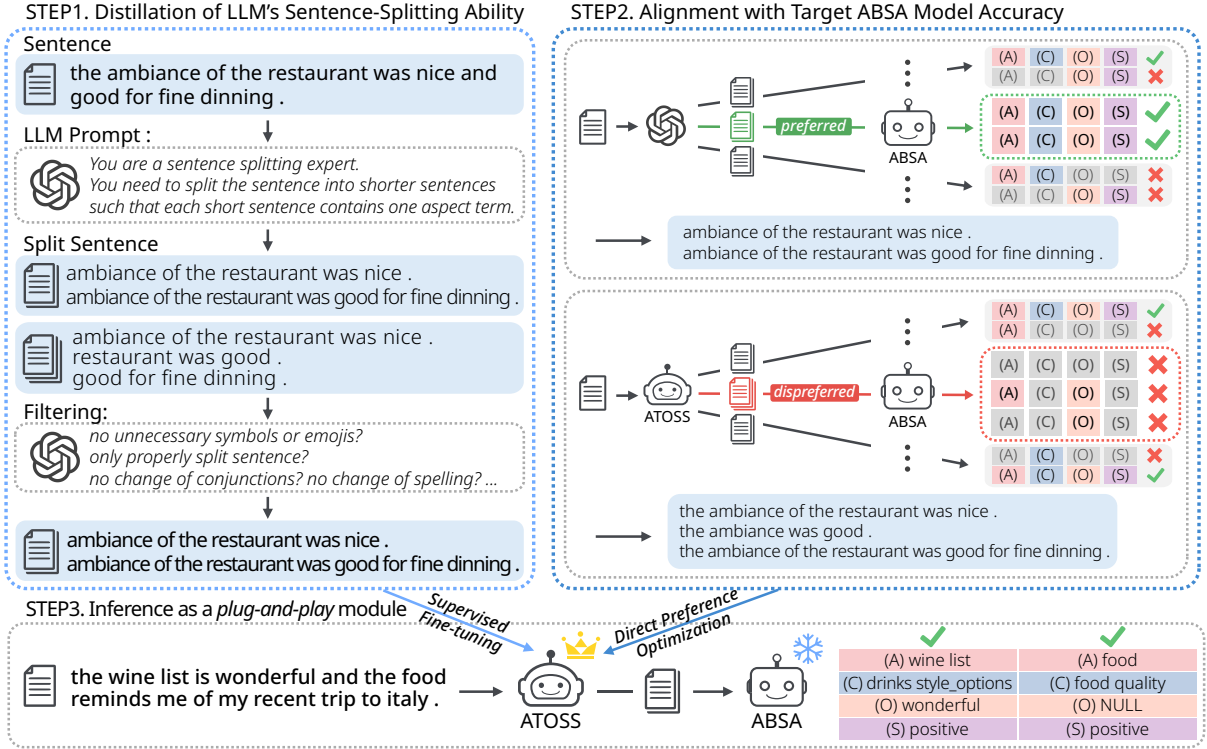 STEP1. Distillation of LLM's Sentence-Splitting Ability
Sentence
the ambiance of the restaurant was nice and
good for fine dinning .
LLM Prompt :
You are a sentence splitting expert.
You need to split the sentence into shorter sentences
such that each short sentence contains one aspect term.
Split Sentence
ambiance of the restaurant was nice .
ambiance of the restaurant was good for fine dinning .
ambiance of the restaurant was nice .
restaurant was good .
good for fine dinning .
Filtering:
no unnecessary symbols or emojis?
only properly split sentence?
no change of conjunctions? no change of spelling? ...
ambiance of the restaurant was nice .
ambiance of the restaurant was good for fine dinning .
STEP2. Alignment with Target ABSA Model Accuracy
preferred
ABSA
(A) (C) (O) (S)
(A) (C) (O) (S)
(A) (C) (O) (S)
(A) (C) (O) (S)
(A) (C) (O) (S)
(A) (C) (O) (S)
ambiance of the restaurant was nice .
ambiance of the restaurant was good for fine dinning .
ATOSS
dispreferred
ABSA
(A) (C) (O) (S)
(A) (C) (O) (S)
(A) (C) (O) (S)
(A) (C) (O) (S)
(A) (C) (O) (S)
(A) (C) (O) (S)
(A) (C) (O) (S)
the ambiance of the restaurant was nice .
the ambiance was good .
the ambiance of the restaurant was good for fine dinning .
STEP3. Inference as a plug-and-play module
Supervised
Fine-tuning
Direct Preference
Optimization
the wine list is wonderful and the food
reminds me of my recent trip to italy .
ATOSS
ABSA
(A) wine list (A) food
(C) drinks style_options (C) food quality
(O) wonderful (O) NULL
(S) positive (S) positive